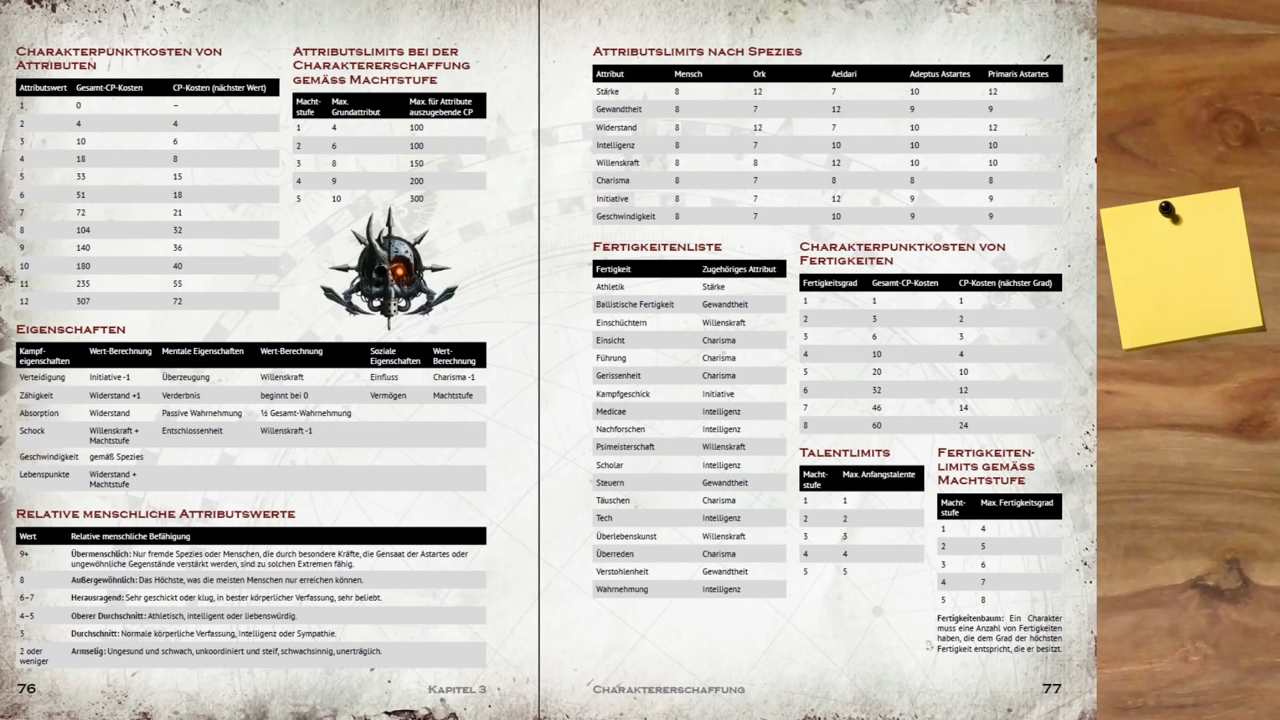 Charakterpunktkosten von
Attributen
Attributswert Gesamt-CP-Kosten CP-Kosten (nächster Wert)
1 0 –
2 4 4
3 10 6
4 18 8
5 33 15
6 51 18
7 72 21
8 104 32
9 140 36
10 180 40
11 235 55
12 307 72
Attributslimits bei der
Charaktererschaffung
gemäss Machtstufe
Macht- Max. Max. für Attribute
stufe Grundattribut auszugebende CP
1 4 100
2 6 100
3 8 150
4 9 200
5 10 300
Eigenschaften
Kampf- Wert-Berechnung Mentale Eigenschaften Wert-Berechnung Soziale Wert-
eigenschaften Eigenschaften Berechnung
Verteidigung Initiative -1 Überzeugung Willenskraft Einfluss Charisma -1
Zähigkeit Widerstand +1 Verderbnis beginnt bei 0 Vermögen Machtstufe
Absorption Widerstand Passive Wahrnehmung ½ Gesamt-Wahrnehmung
Schock Willenskraft + Entschlossenheit Willenskraft -1
Machtstufe
Geschwindigkeit gemäß Spezies
Lebenspunkte Widerstand +
Machtstufe
Relative menschliche Attributswerte
Wert Relative menschliche Befähigung
9+ Übermenschlich: Nur fremde Spezies oder Menschen, die durch besondere Kräfte, die Gensaat der Astartes oder
ungewöhnliche Gegenstände verstärkt werden, sind zu solchen Extremen fähig.
8 Außergewöhnlich: Das Höchste, was die meisten Menschen nur erreichen können.
6–7 Herausragend: Sehr geschickt oder klug, in bester körperlicher Verfassung, sehr beliebt.
4–5 Oberer Durchschnitt: Athletisch, intelligent oder liebenswürdig.
3 Durchschnitt: Normale körperliche Verfassung, Intelligenz oder Sympathie.
2 oder Armselig: Ungesund und schwach, unkoordiniert und steif, schwachsinnig, unerträglich.
weniger
76 Kapitel 3
Attributslimits nach Spezies
Attribut Mensch Ork Aeldari Adeptus Astartes Primaris Astartes
Stärke 8 12 7 10 12
Gewandtheit 8 7 12 9 9
Widerstand 8 12 7 10 12
Intelligenz 8 7 10 10 10
Willenskraft 8 8 12 10 10
Charisma 8 7 8 8 8
Initiative 8 7 12 9 9
Geschwindigkeit 8 7 10 9 9
Fertigkeitenliste
Fertigkeit Zugehöriges Attribut
Athletik Stärke
Ballistische Fertigkeit Gewandtheit
Einschüchtern Willenskraft
Einsicht Charisma
Führung Charisma
Gerissenheit Charisma
Kampfgeschick Initiative
Medicae Intelligenz
Nachforschen Intelligenz
Psimeisterschaft Willenskraft
Scholar Intelligenz
Steuern Gewandtheit
Täuschen Charisma
Tech Intelligenz
Überlebenskunst Willenskraft
Überreden Charisma
Verstohlenheit Gewandtheit
Wahrnehmung Intelligenz
Charakterpunktkosten von
Fertigkeiten
Fertigkeitsgrad Gesamt-CP-Kosten CP-Kosten (nächster Grad)
1 1 1
2 3 2
3 6 3
4 10 4
5 20 10
6 32 12
7 46 14
8 60 24
Talentlimits
Macht- Max. Anfangstalente
stufe
1 1
2 2
3 3
4 4
5 5
Fertigkeiten-
limits gemäss
Machtstufe
Macht- Max. Fertigkeitsgrad
stufe
1 4
2 5
3 6
4 7
5 8
Fertigkeitenbaum: Ein Charakter
muss eine Anzahl von Fertigkeiten
haben, die dem Grad der höchsten
Fertigkeit entspricht, die er besitzt.
Charaktererschaffung 77